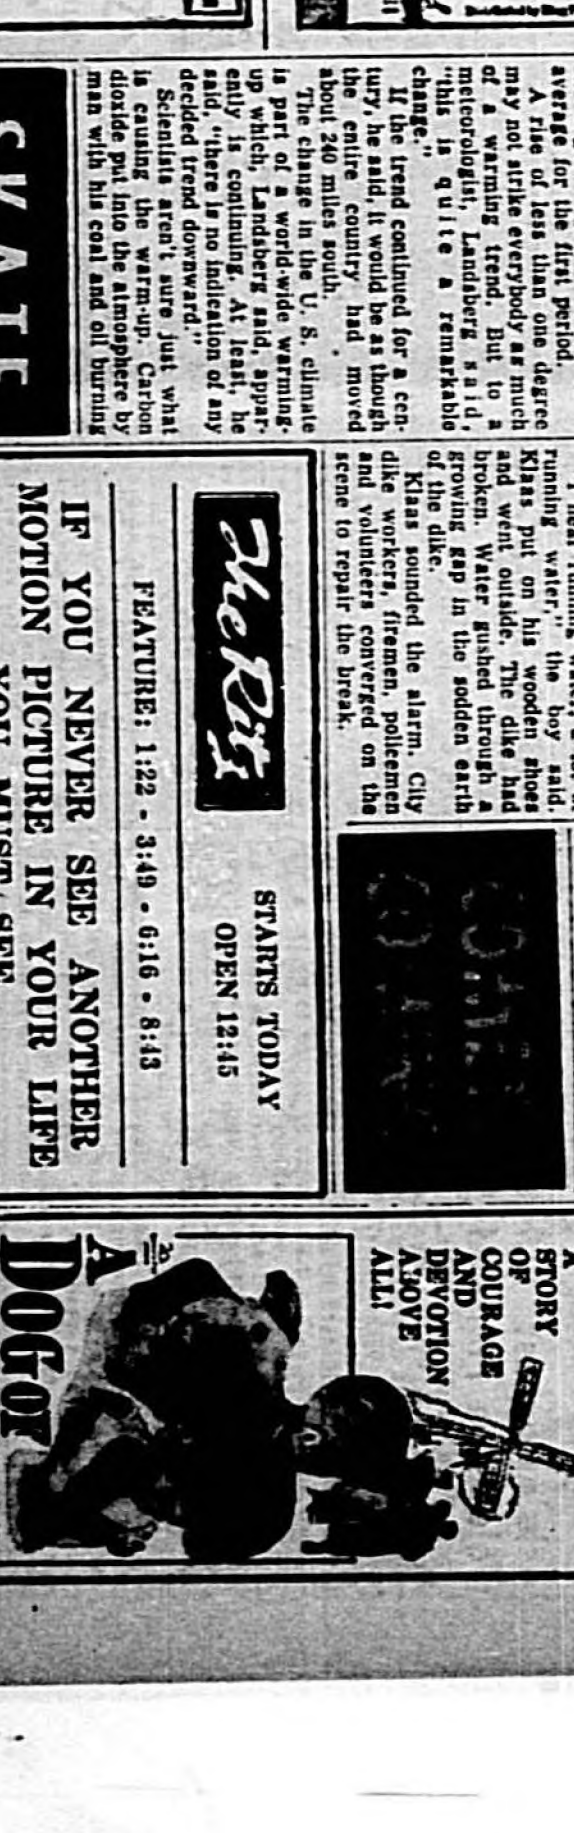 average for the first period.
A rise of less than one degree
may not strike everybody as much
of a warming trend. But to a
meteorologist, Landsberg said,
"this is quite a remarkable
change."
If the trend continued for a cen-
tury, he said, it would be as though
the entire country had moved
about 240 miles south.
The change in the U. S. climate
is part of a world-wide warming-
up which, Landsberg said, appar-
ently is continuing. At least, he
said, "there is no indication of any
decided trend downward."
Scientists aren't sure just what
is causing the warm-up. Carbon
dioxide put into the atmosphere by
man with his coal and oil burning
SKATE
running water," the boy said.
Klaas put on his wooden shoes
and went outside. The dike had
broken. Water gushed through a
growing gap in the sodden earth
of the dike.
Klaas sounded the alarm. City
dike workers, firemen, policemen
and volunteers converged on the
scene to repair the break.
The Ritz
STARTS TODAY
OPEN 12:45
FEATURE: 1:22 - 3:49 - 6:16 - 8:43
IF YOU NEVER SEE ANOTHER
MOTION PICTURE IN YOUR LIFE
YOU MUST SEE
A
STORY
OF
COURAGE
AND
DEVOTION
ABOVE
ALL!
A
DOG OF